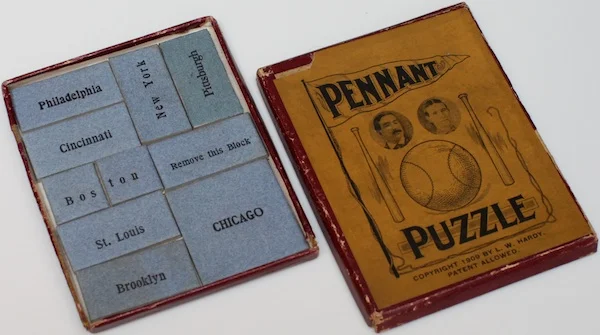 Philadelphia
New York
Pittsburgh
Cincinnati
Remove this Block
Bos
ton
St. Louis
CHICAGO
Brooklyn
PENNANT
PUZZLE
COPYRIGHT 1909 BY L. W. HARDY.
PATENT ALLOWED.